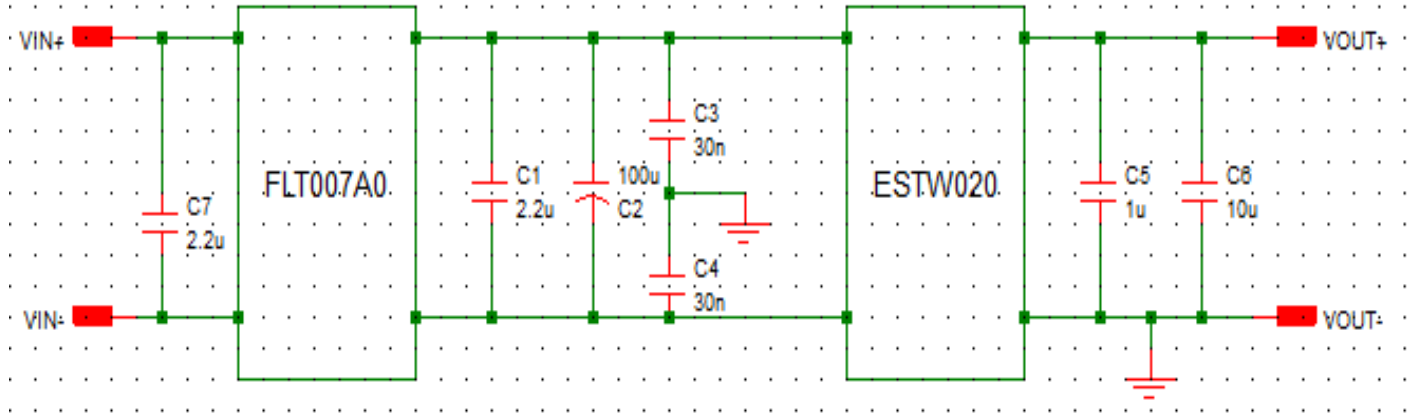 VIN+
VOUT+
C3
30n
FLT007A0
C1
2.2u
100u
C2
ESTW020
C5
1u
C6
10u
C7
2.2u
C4
30n
VIN-
VOUT-